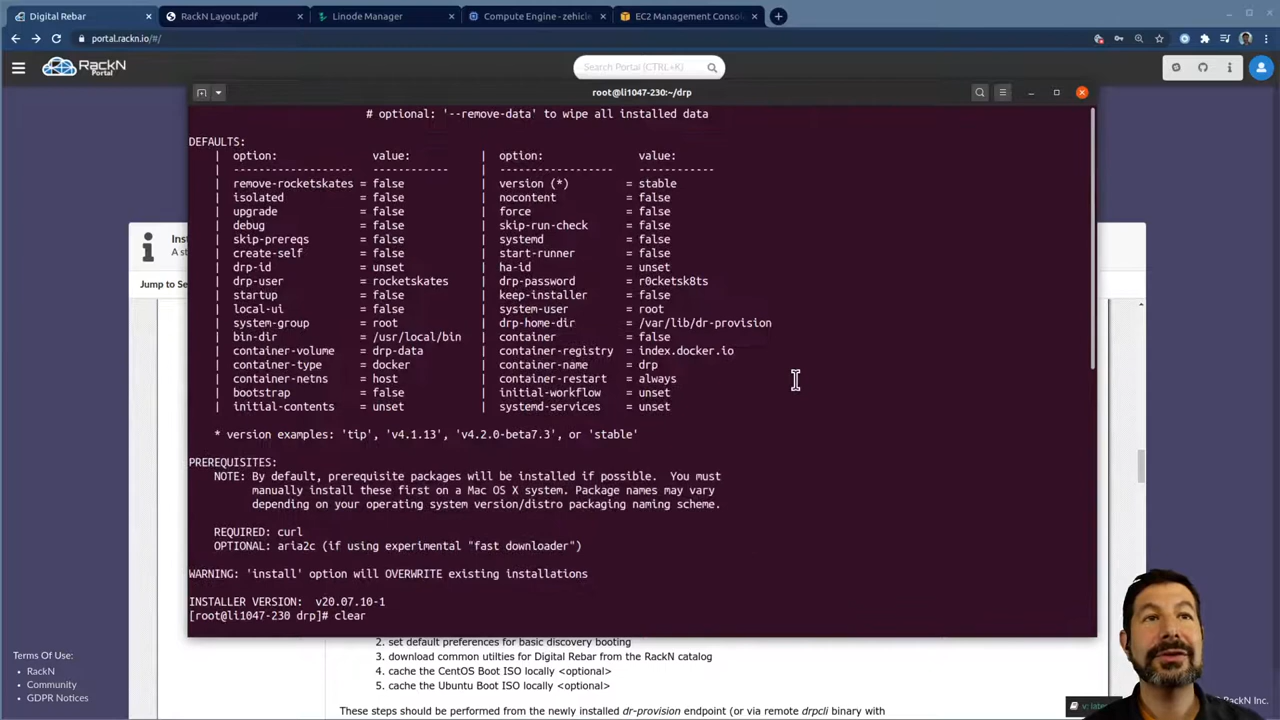 Digital Rebar
RackN Layout.pdf
Linode Manager
Compute Engine - zehicle
EC2 Management Consol
portal.rackn.io/#/
RackN
Portal
Search Portal (CTRL+K)
root@li1047-230:~/drp
# optional: '--remove-data' to wipe all installed data
DEFAULTS:
| option: value: | option: value:
| ------------------ ------------ | ------------------ ------------
| remove-rocketskates = false | version (*) = stable
| isolated = false | nocontent = false
| upgrade = false | force = false
| debug = false | skip-run-check = false
| skip-prereqs = false | systemd = false
| create-self = false | start-runner = false
| drp-id = unset | ha-id = unset
| drp-user = rocketskates | drp-password = r0cketsk8ts
| startup = false | keep-installer = false
| local-ui = false | system-user = root
| system-group = root | drp-home-dir = /var/lib/dr-provision
| bin-dir = /usr/local/bin | container = false
| container-volume = drp-data | container-registry = index.docker.io
| container-type = docker | container-name = drp
| container-netns = host | container-restart = always
| bootstrap = false | initial-workflow = unset
| initial-contents = unset | systemd-services = unset
* version examples: 'tip', 'v4.1.13', 'v4.2.0-beta7.3', or 'stable'
PREREQUISITES:
NOTE: By default, prerequisite packages will be installed if possible. You must
manually install these first on a Mac OS X system. Package names may vary
depending on your operating system version/distro packaging naming scheme.
REQUIRED: curl
OPTIONAL: aria2c (if using experimental "fast downloader")
WARNING: 'install' option will OVERWRITE existing installations
INSTALLER VERSION: v20.07.10-1
[root@li1047-230 drp]# clear
Ins
A st
Jump to Se
2. set default preferences for basic discovery booting
3. download common utilties for Digital Rebar from the RackN catalog
4. cache the CentOS Boot ISO locally <optional>
5. cache the Ubuntu Boot ISO locally <optional>
These steps should be performed from the newly installed dr-provision endpoint (or via remote drpcli binary with
Terms Of Use:
• RackN
• Community
• GDPR Notices
v: lates
RackN Inc.